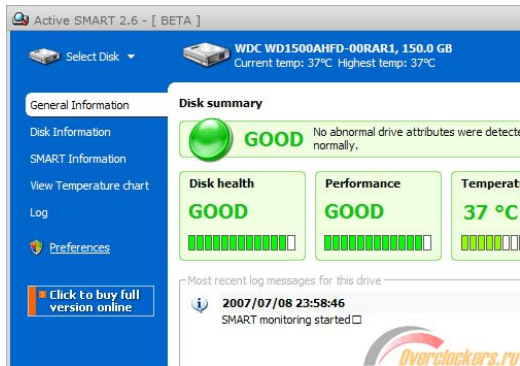 Active SMART 2.6 - [ BETA ]
Select Disk
WDC WD1500AHFD-00RAR1, 150.0 GB
Current temp: 37°C Highest temp: 37°C
General Information
Disk Information
SMART Information
View Temperature chart
Log
Preferences
Click to buy full
version online
Disk summary
GOOD
No abnormal drive attributes were detecte
normally.
Disk health
GOOD
Performance
GOOD
Temperat
37 °C
Most recent log messages for this drive
2007/07/08 23:58:46
SMART monitoring started□
Overclockers.ru